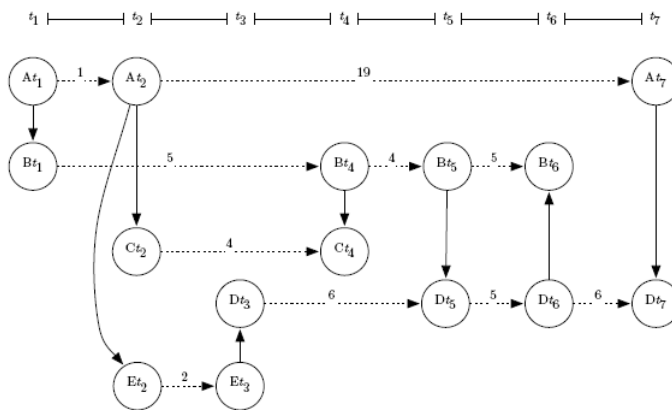 t1 t2 t3 t4 t5 t6 t7
1 19
At1 At2 At7
5 4 5
Bt1 Bt4 Bt5 Bt6
4
Ct2 Ct4
6 5 6
Dt3 Dt5 Dt6 Dt7
2
Et2 Et3